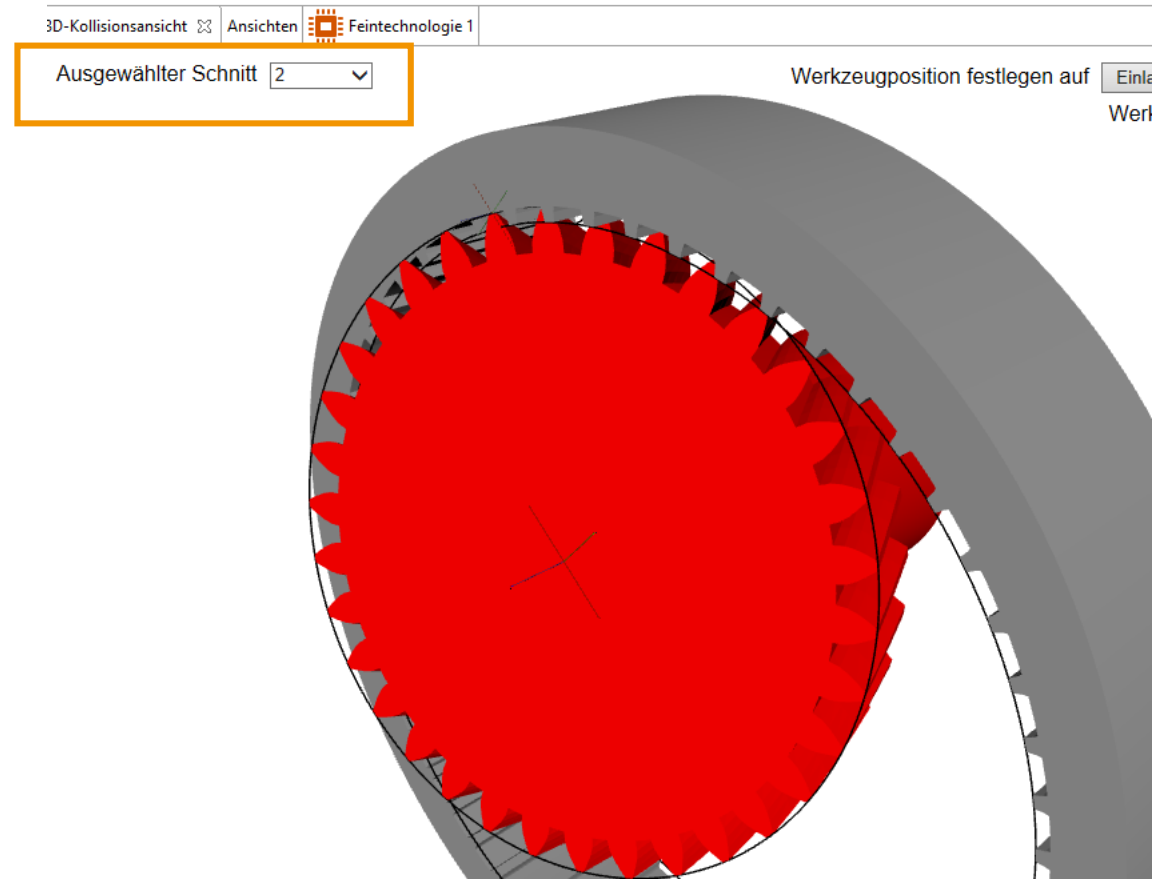 3D-Kollisionsansicht Ansichten Feintechnologie 1
Ausgewählter Schnitt 2
Werkzeugposition festlegen auf